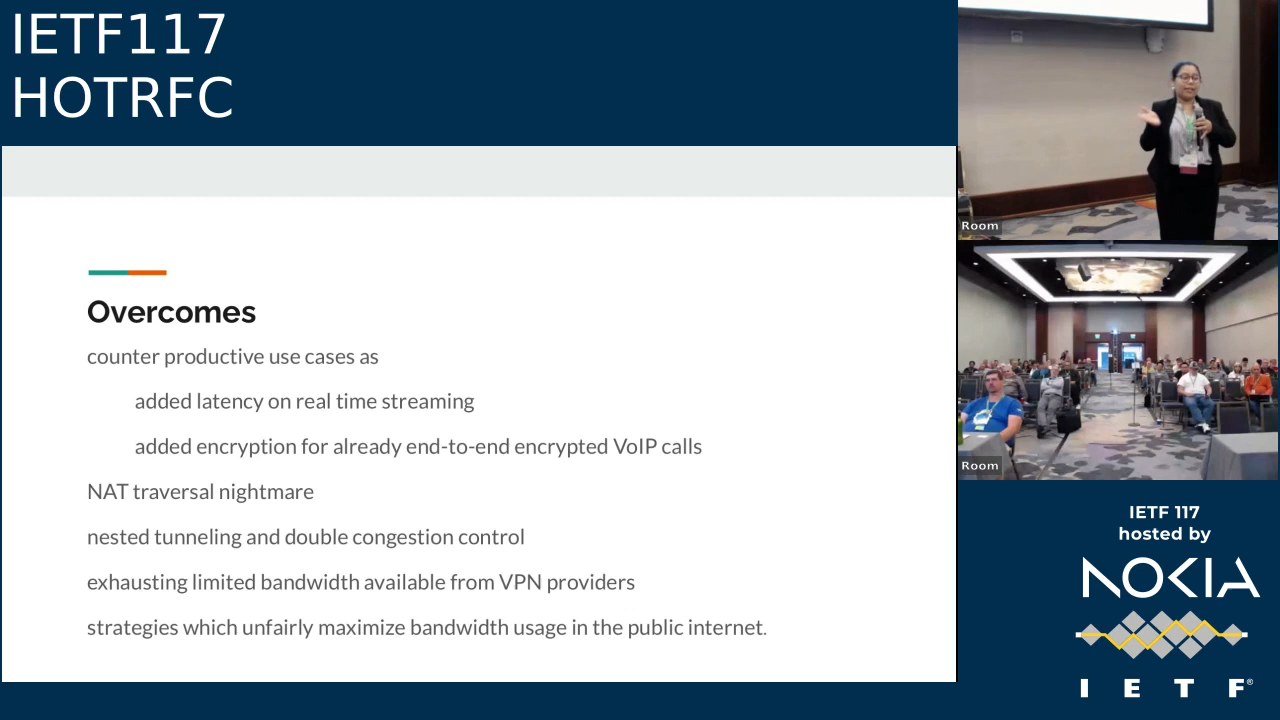 IETF117
HOTRFC
Overcomes
counter productive use cases as
added latency on real time streaming
added encryption for already end-to-end encrypted VoIP calls
NAT traversal nightmare
nested tunneling and double congestion control
exhausting limited bandwidth available from VPN providers
strategies which unfairly maximize bandwidth usage in the public internet.
Room
Room
IETF 117
hosted by
NOKIA
I E T F®